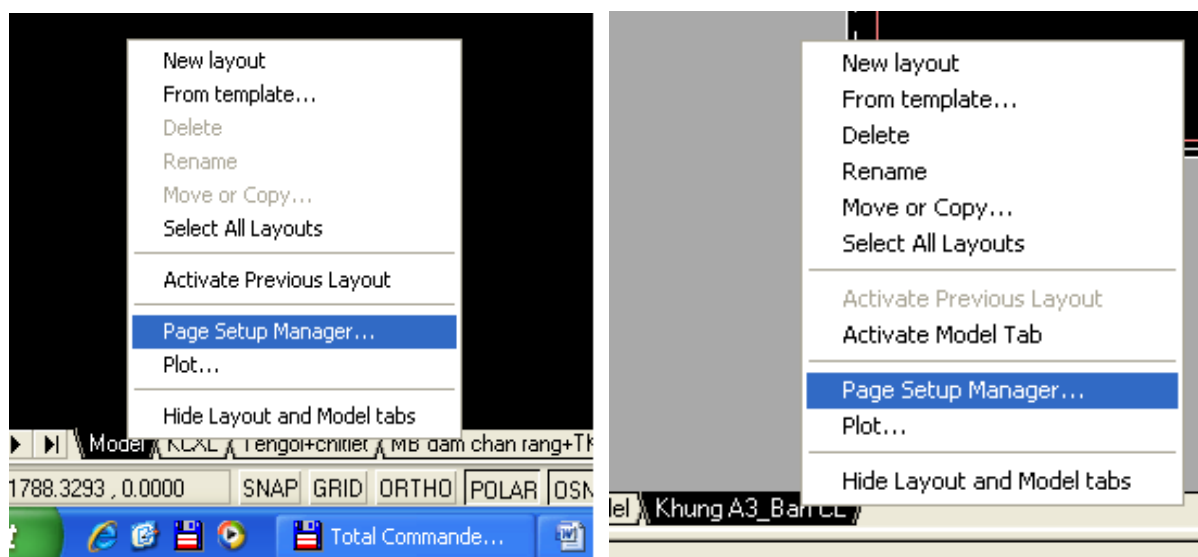 New layout
From template...
Delete
Rename
Move or Copy...
Select All Layouts
Activate Previous Layout
Page Setup Manager...
Plot...
Hide Layout and Model tabs
Model KCXL Tengoi+chitiet MB dam chan rang+T
1788.3293 , 0.0000 SNAP GRID ORTHO POLAR OSN
Total Commande...
New layout
From template...
Delete
Rename
Move or Copy...
Select All Layouts
Activate Previous Layout
Activate Model Tab
Page Setup Manager...
Plot...
Hide Layout and Model tabs
del Khung A3_Ban CL